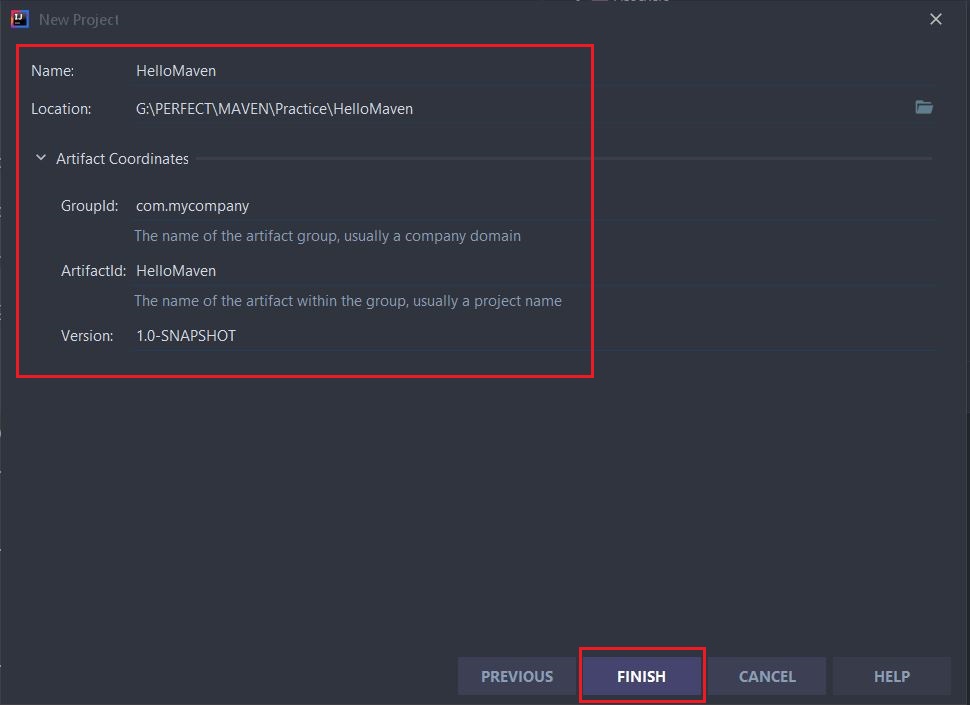 New Project
Name: HelloMaven
Location: G:\PERFECT\MAVEN\Practice\HelloMaven
Artifact Coordinates
GroupId: com.mycompany
The name of the artifact group, usually a company domain
ArtifactId: HelloMaven
The name of the artifact within the group, usually a project name
Version: 1.0-SNAPSHOT
PREVIOUS FINISH CANCEL HELP